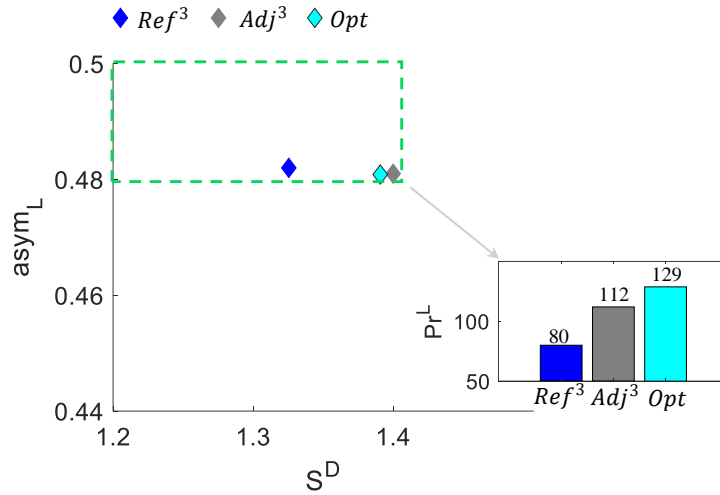 Ref³ Adj³ Opt
0.5
0.48
0.46
0.44
asym_L
1.2 1.3 1.4
S^D
Pr^L
100
50
80 112 129
Ref³ Adj³ Opt